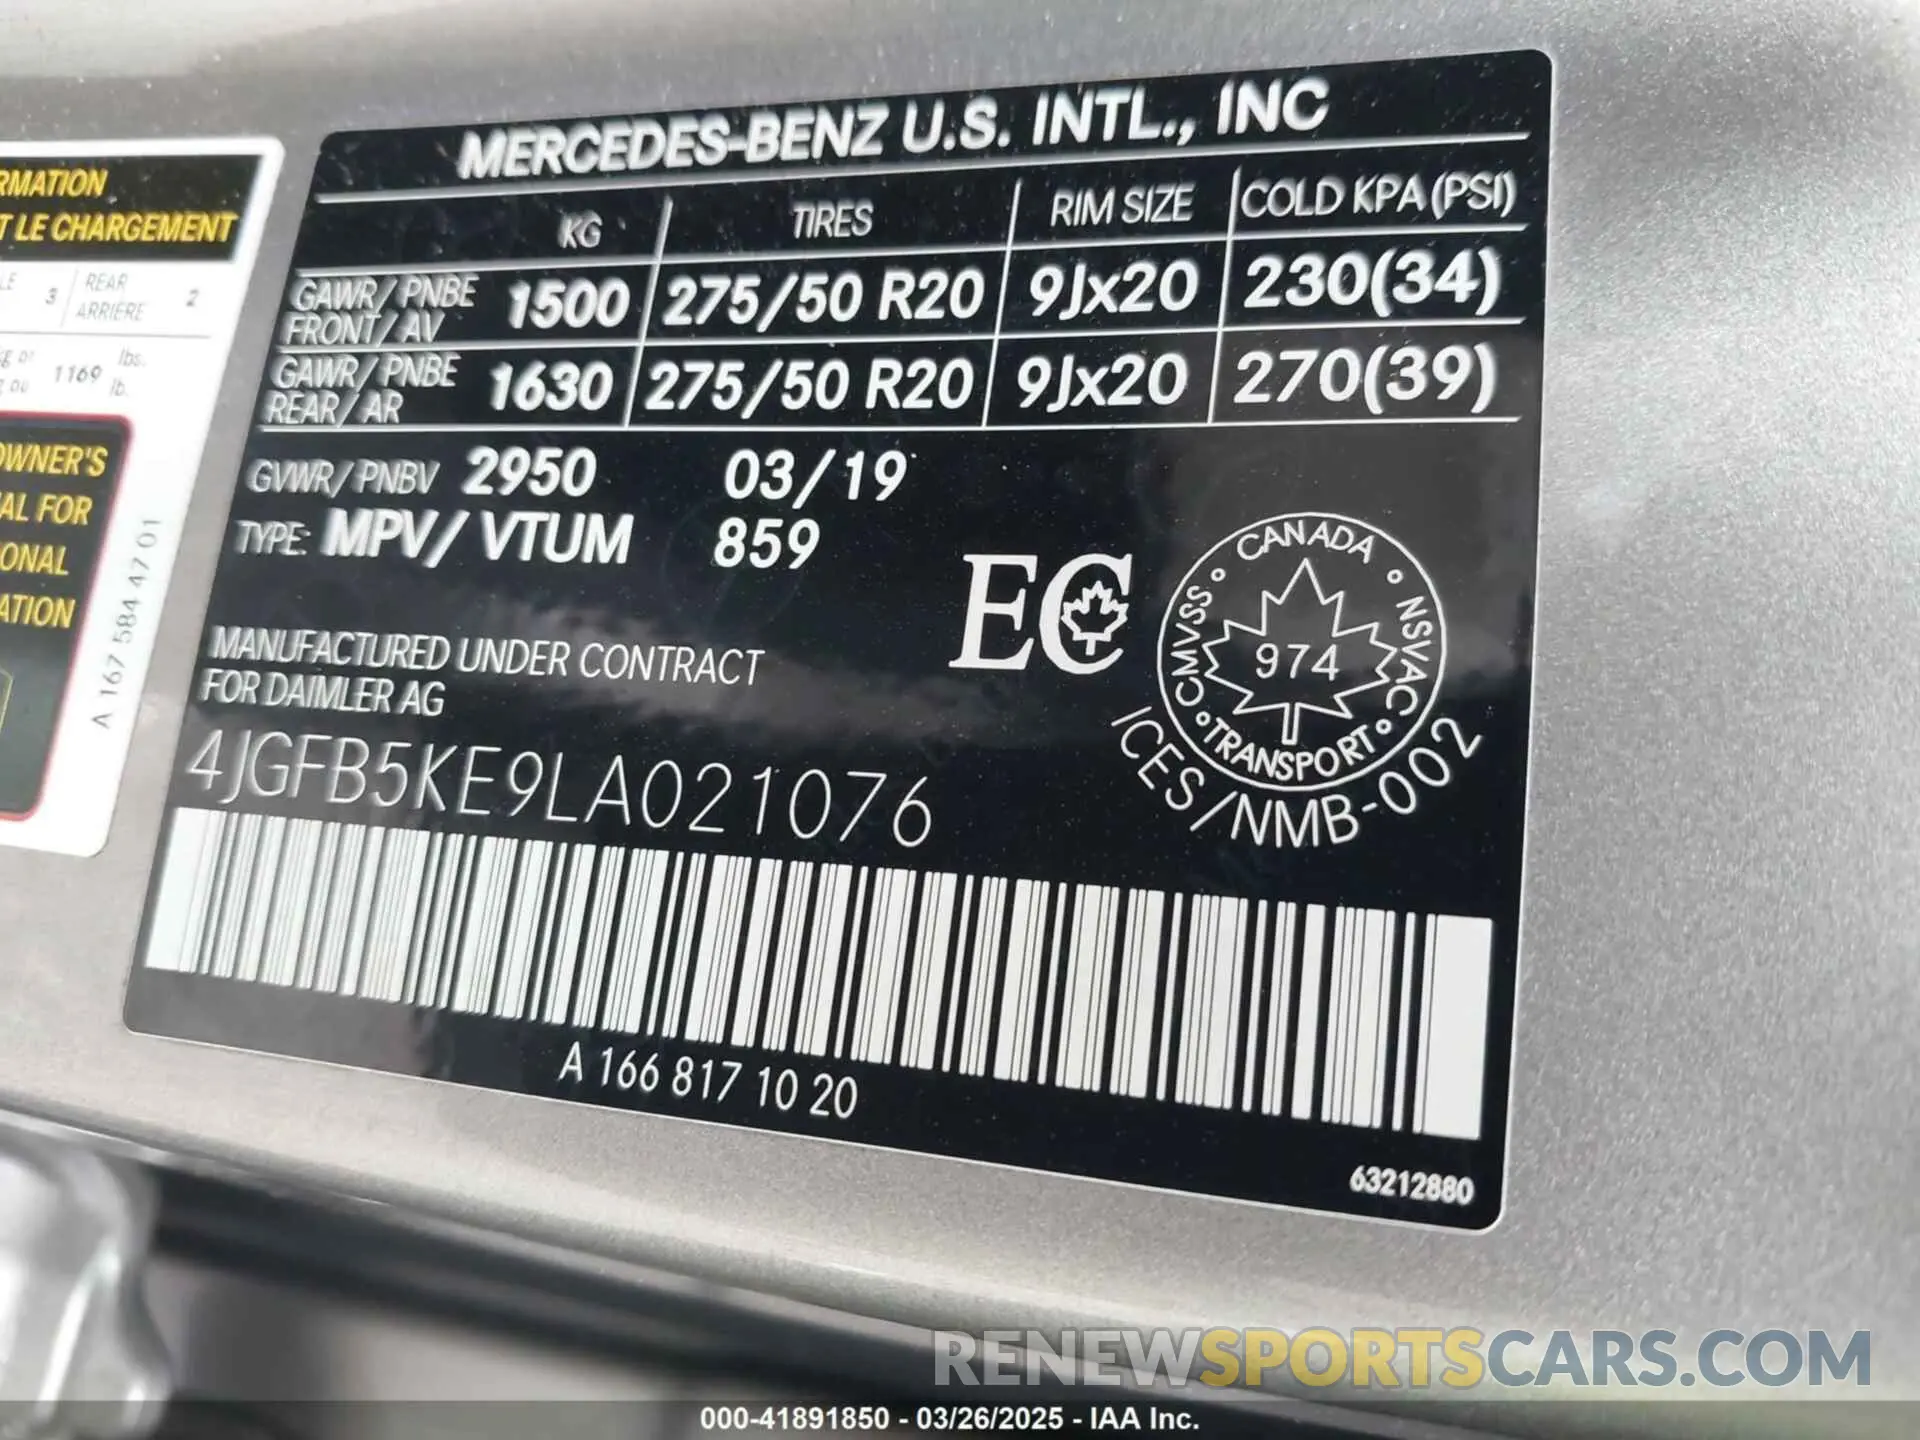 RMATION
T LE CHARGEMENT
3
REAR
ARRIERE
2
kg or 1169 lbs.
lb.
OWNER'S
AL FOR
ONAL
ATION
A 167 584 47 01
MERCEDES-BENZ U.S. INTL., INC
KG TIRES RIM SIZE COLD KPA (PSI)
GAWR/PNBE FRONT/AV 1500 275/50 R20 9Jx20 230(34)
GAWR/PNBE REAR/AR 1630 275/50 R20 9Jx20 270(39)
GVWR/PNBV 2950 03/19
TYPE: MPV/VTUM 859
EC
CANADA
CMVSS NSVAC
974
TRANSPORT
ICES/NMB-002
MANUFACTURED UNDER CONTRACT
FOR DAIMLER AG
4JGFB5KE9LA021076
A 166 817 10 20
63212880
RENEWSPORTSCARS.COM
000-41891850 - 03/26/2025 - IAA Inc.